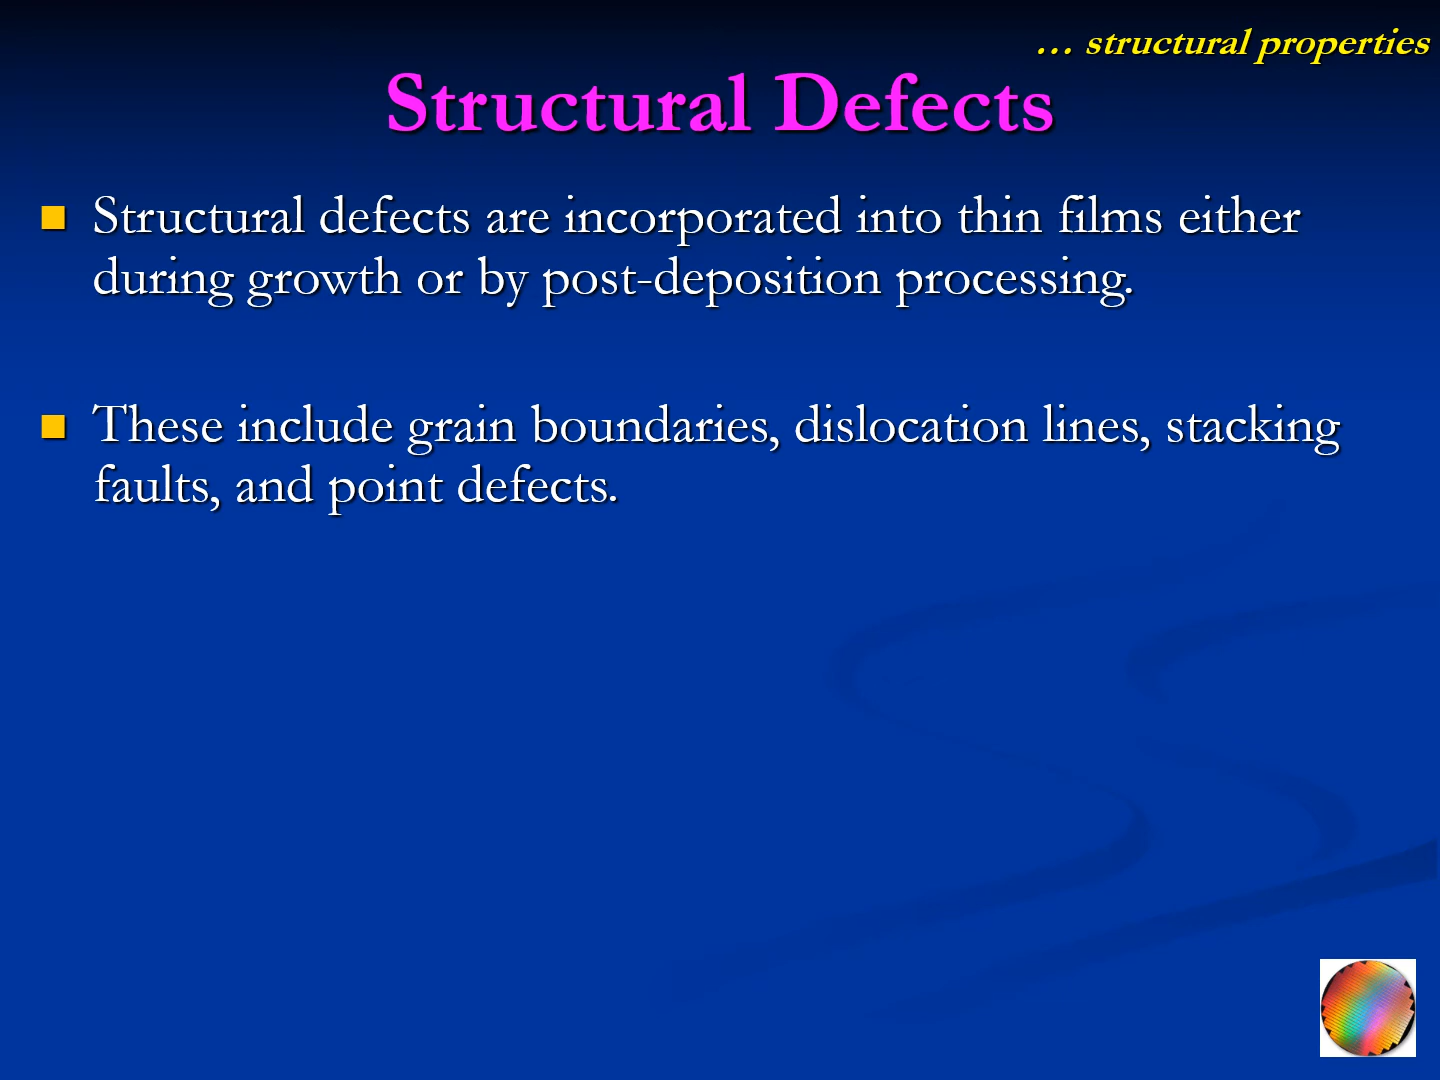 … structural properties
Structural Defects
Structural defects are incorporated into thin films either
during growth or by post-deposition processing.
These include grain boundaries, dislocation lines, stacking
faults, and point defects.